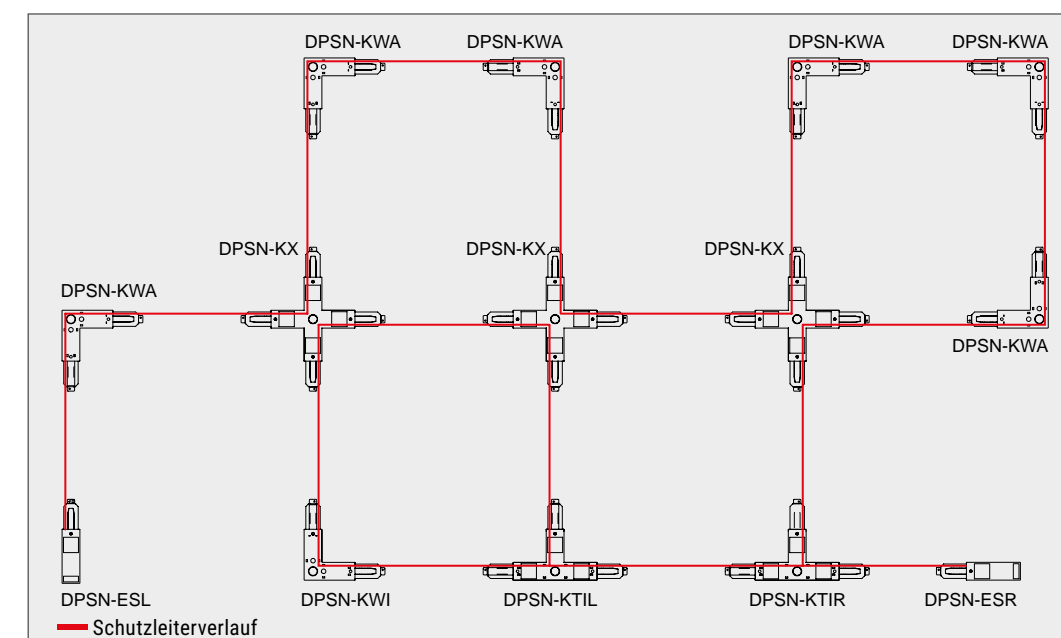 DPSN-KWA DPSN-KWA DPSN-KWA DPSN-KWA
DPSN-KX DPSN-KX DPSN-KX
DPSN-KWA
DPSN-KWA
DPSN-ESL DPSN-KWI DPSN-KTIL DPSN-KTIR DPSN-ESR
Schutzleiterverlauf